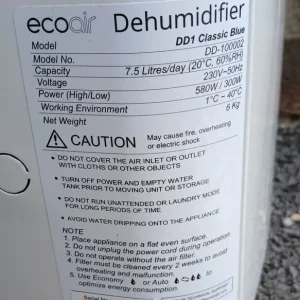 ecoair Dehumidifier
Model DD1 Classic Blue
Model No. DD-100002
Capacity 7.5 Litres/day (20°C, 60%RH)
Voltage 230V~50Hz
Power (High/Low) 580W / 300W
Working Environment 1°C ~ 40°C
Net Weight 6 Kg
CAUTION May cause fire, overheating
or electric shock
• DO NOT COVER THE AIR INLET OR OUTLET
WITH CLOTHS OR OTHER OBJECTS
• TURN OFF POWER AND EMPTY WATER
TANK PRIOR TO MOVING UNIT OR STORAGE
• DO NOT RUN UNATTENDED OR REMOTELY
FOR LONG PERIODS OF TIME
• AVOID WATER DRIPPING ONTO THE APPLIANCE
NOTE
1. Place appliance on a flat even surface.
2. Do not unplug the power cord during operation.
3. Do not operate without the air filter.
4. Filter must be cleaned every 2 weeks to avoid
overheating and malfunction.
5. Use Economy or Auto to
optimize energy consumption.